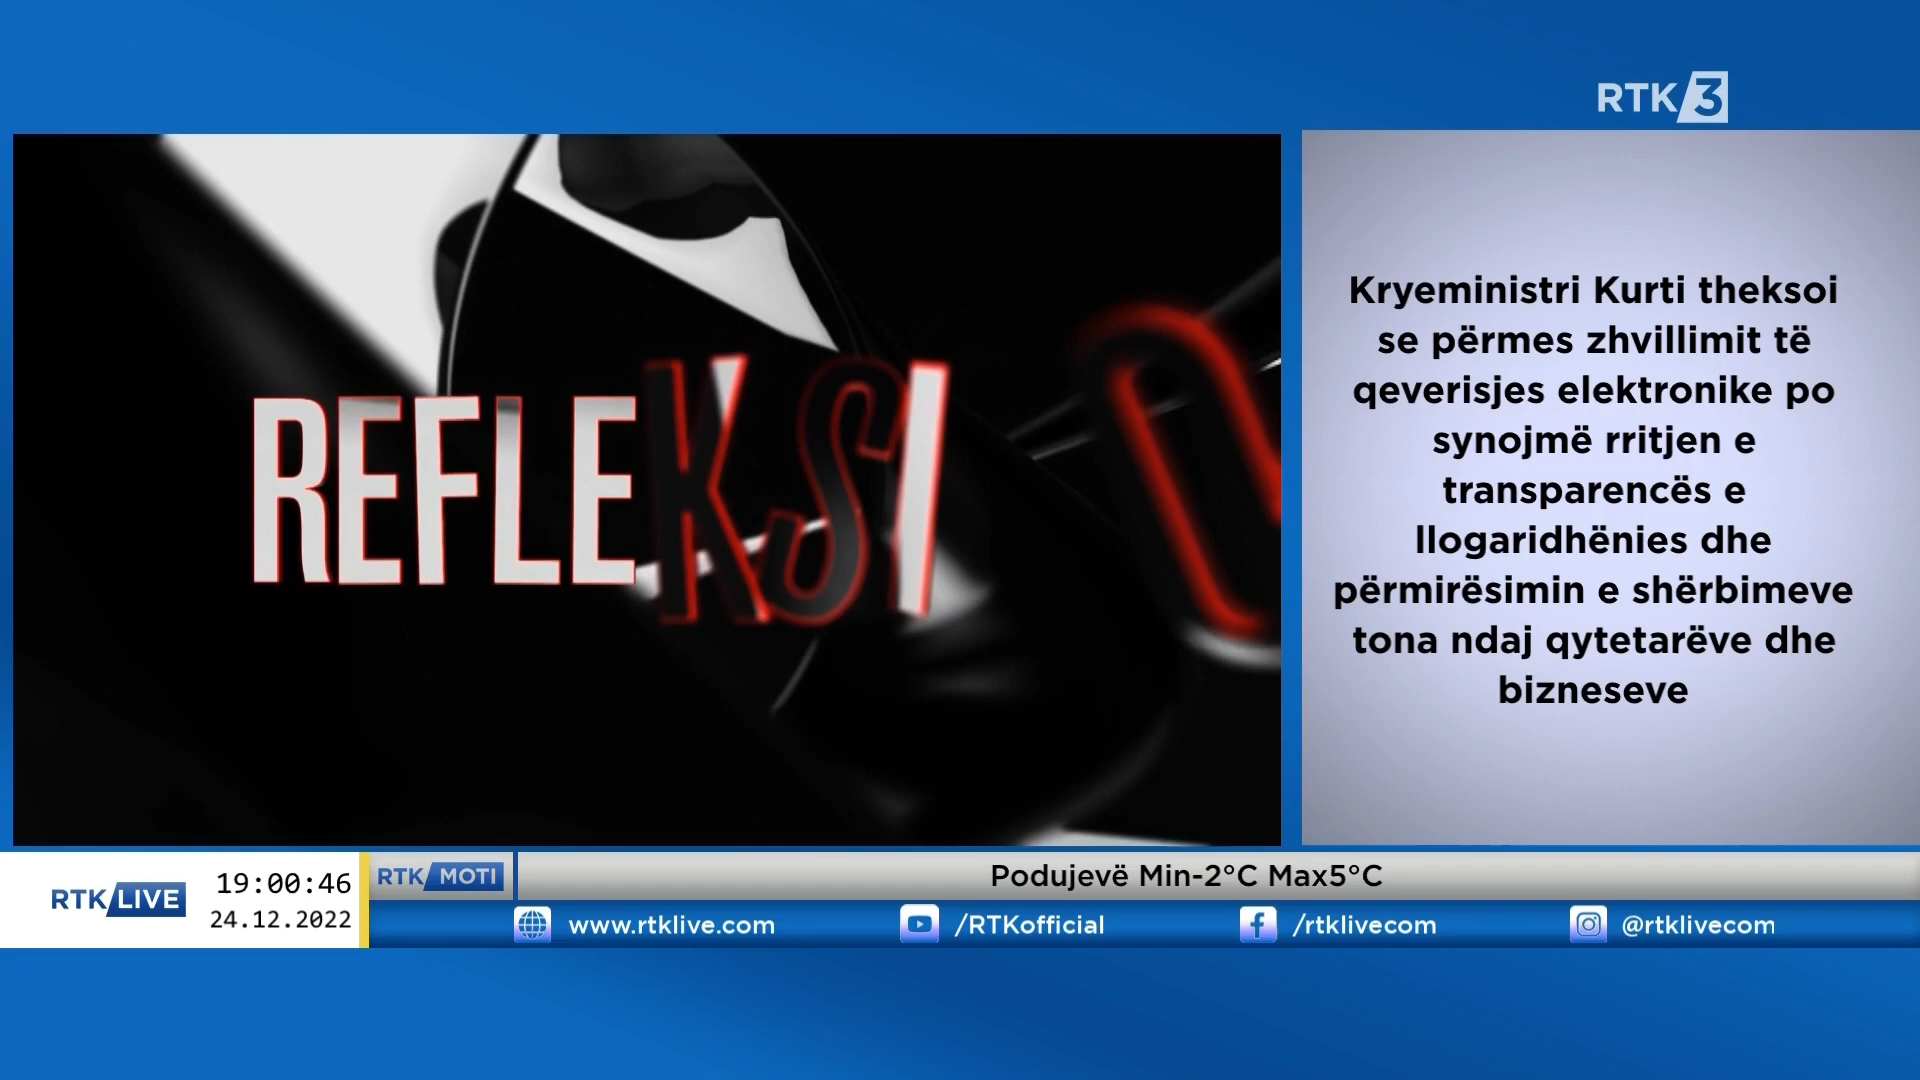 RTK 3
REFLEKSI
Kryeministri Kurti theksoi
se përmes zhvillimit të
qeverisjes elektronike po
synojmë rritjen e
transparencës e
llogaridhënies dhe
përmirësimin e shërbimeve
tona ndaj qytetarëve dhe
bizneseve
RTK LIVE
19:00:46
24.12.2022
RTK MOTI
Podujevë Min-2°C Max5°C
www.rtklive.com
/RTKofficial
/rtklivecom
@rtklivecom